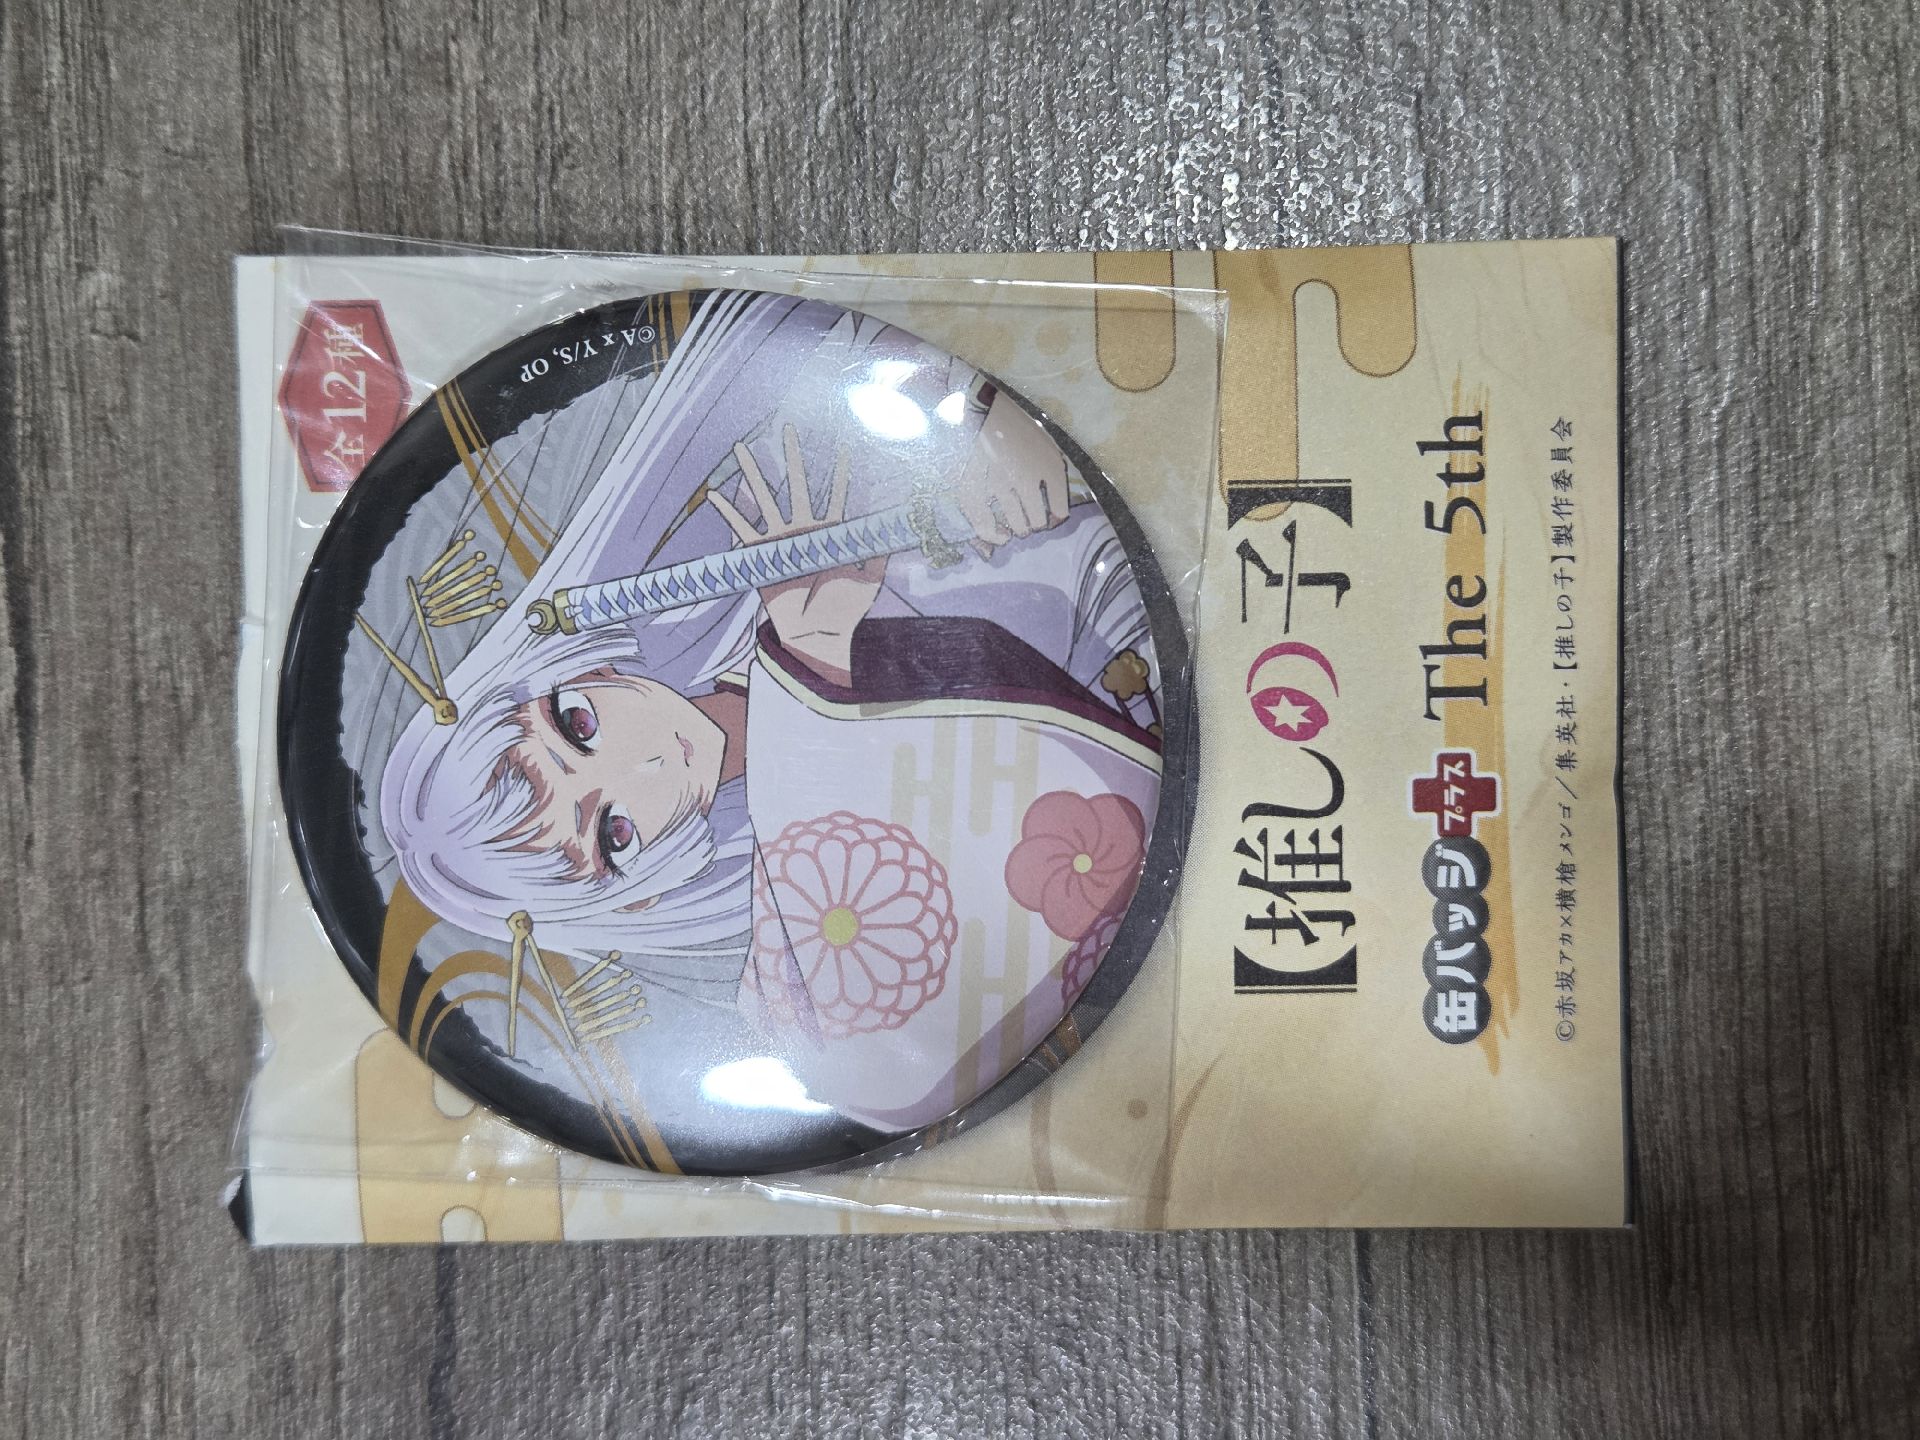 全12種
©A x Y/S, OP
【推しの子】
缶バッジプラス The 5th
©赤坂アカ×横槍メンゴ／集英社・【推しの子】製作委員会